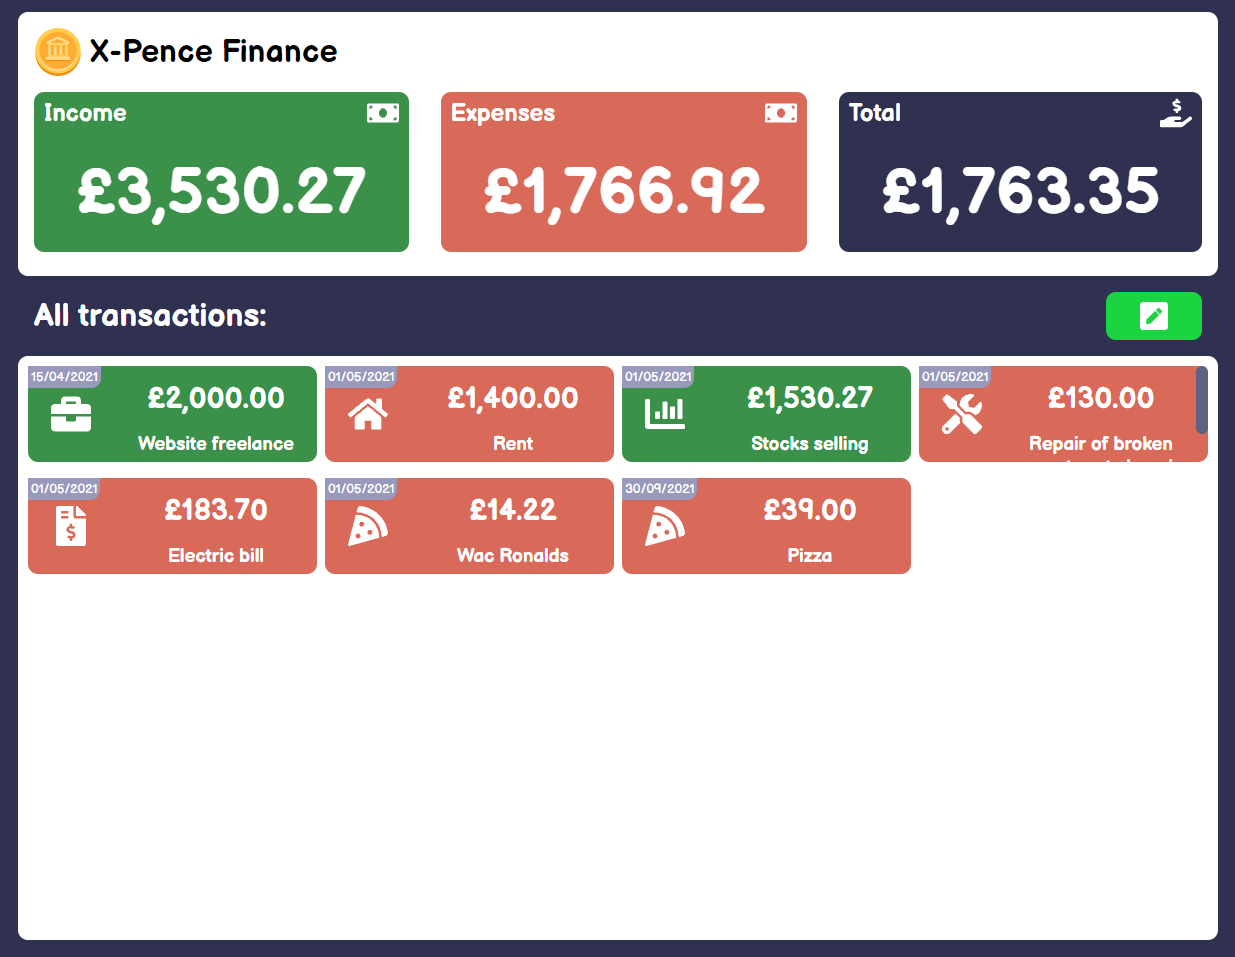 X-Pence Finance
Income
Expenses
Total
£3,530.27
£1,766.92
£1,763.35
All transactions:
15/04/2021
£2,000.00
Website freelance
01/05/2021
£1,400.00
Rent
01/05/2021
£1,530.27
Stocks selling
01/05/2021
£130.00
Repair of broken
01/05/2021
£183.70
Electric bill
01/05/2021
£14.22
Wac Ronalds
30/09/2021
£39.00
Pizza